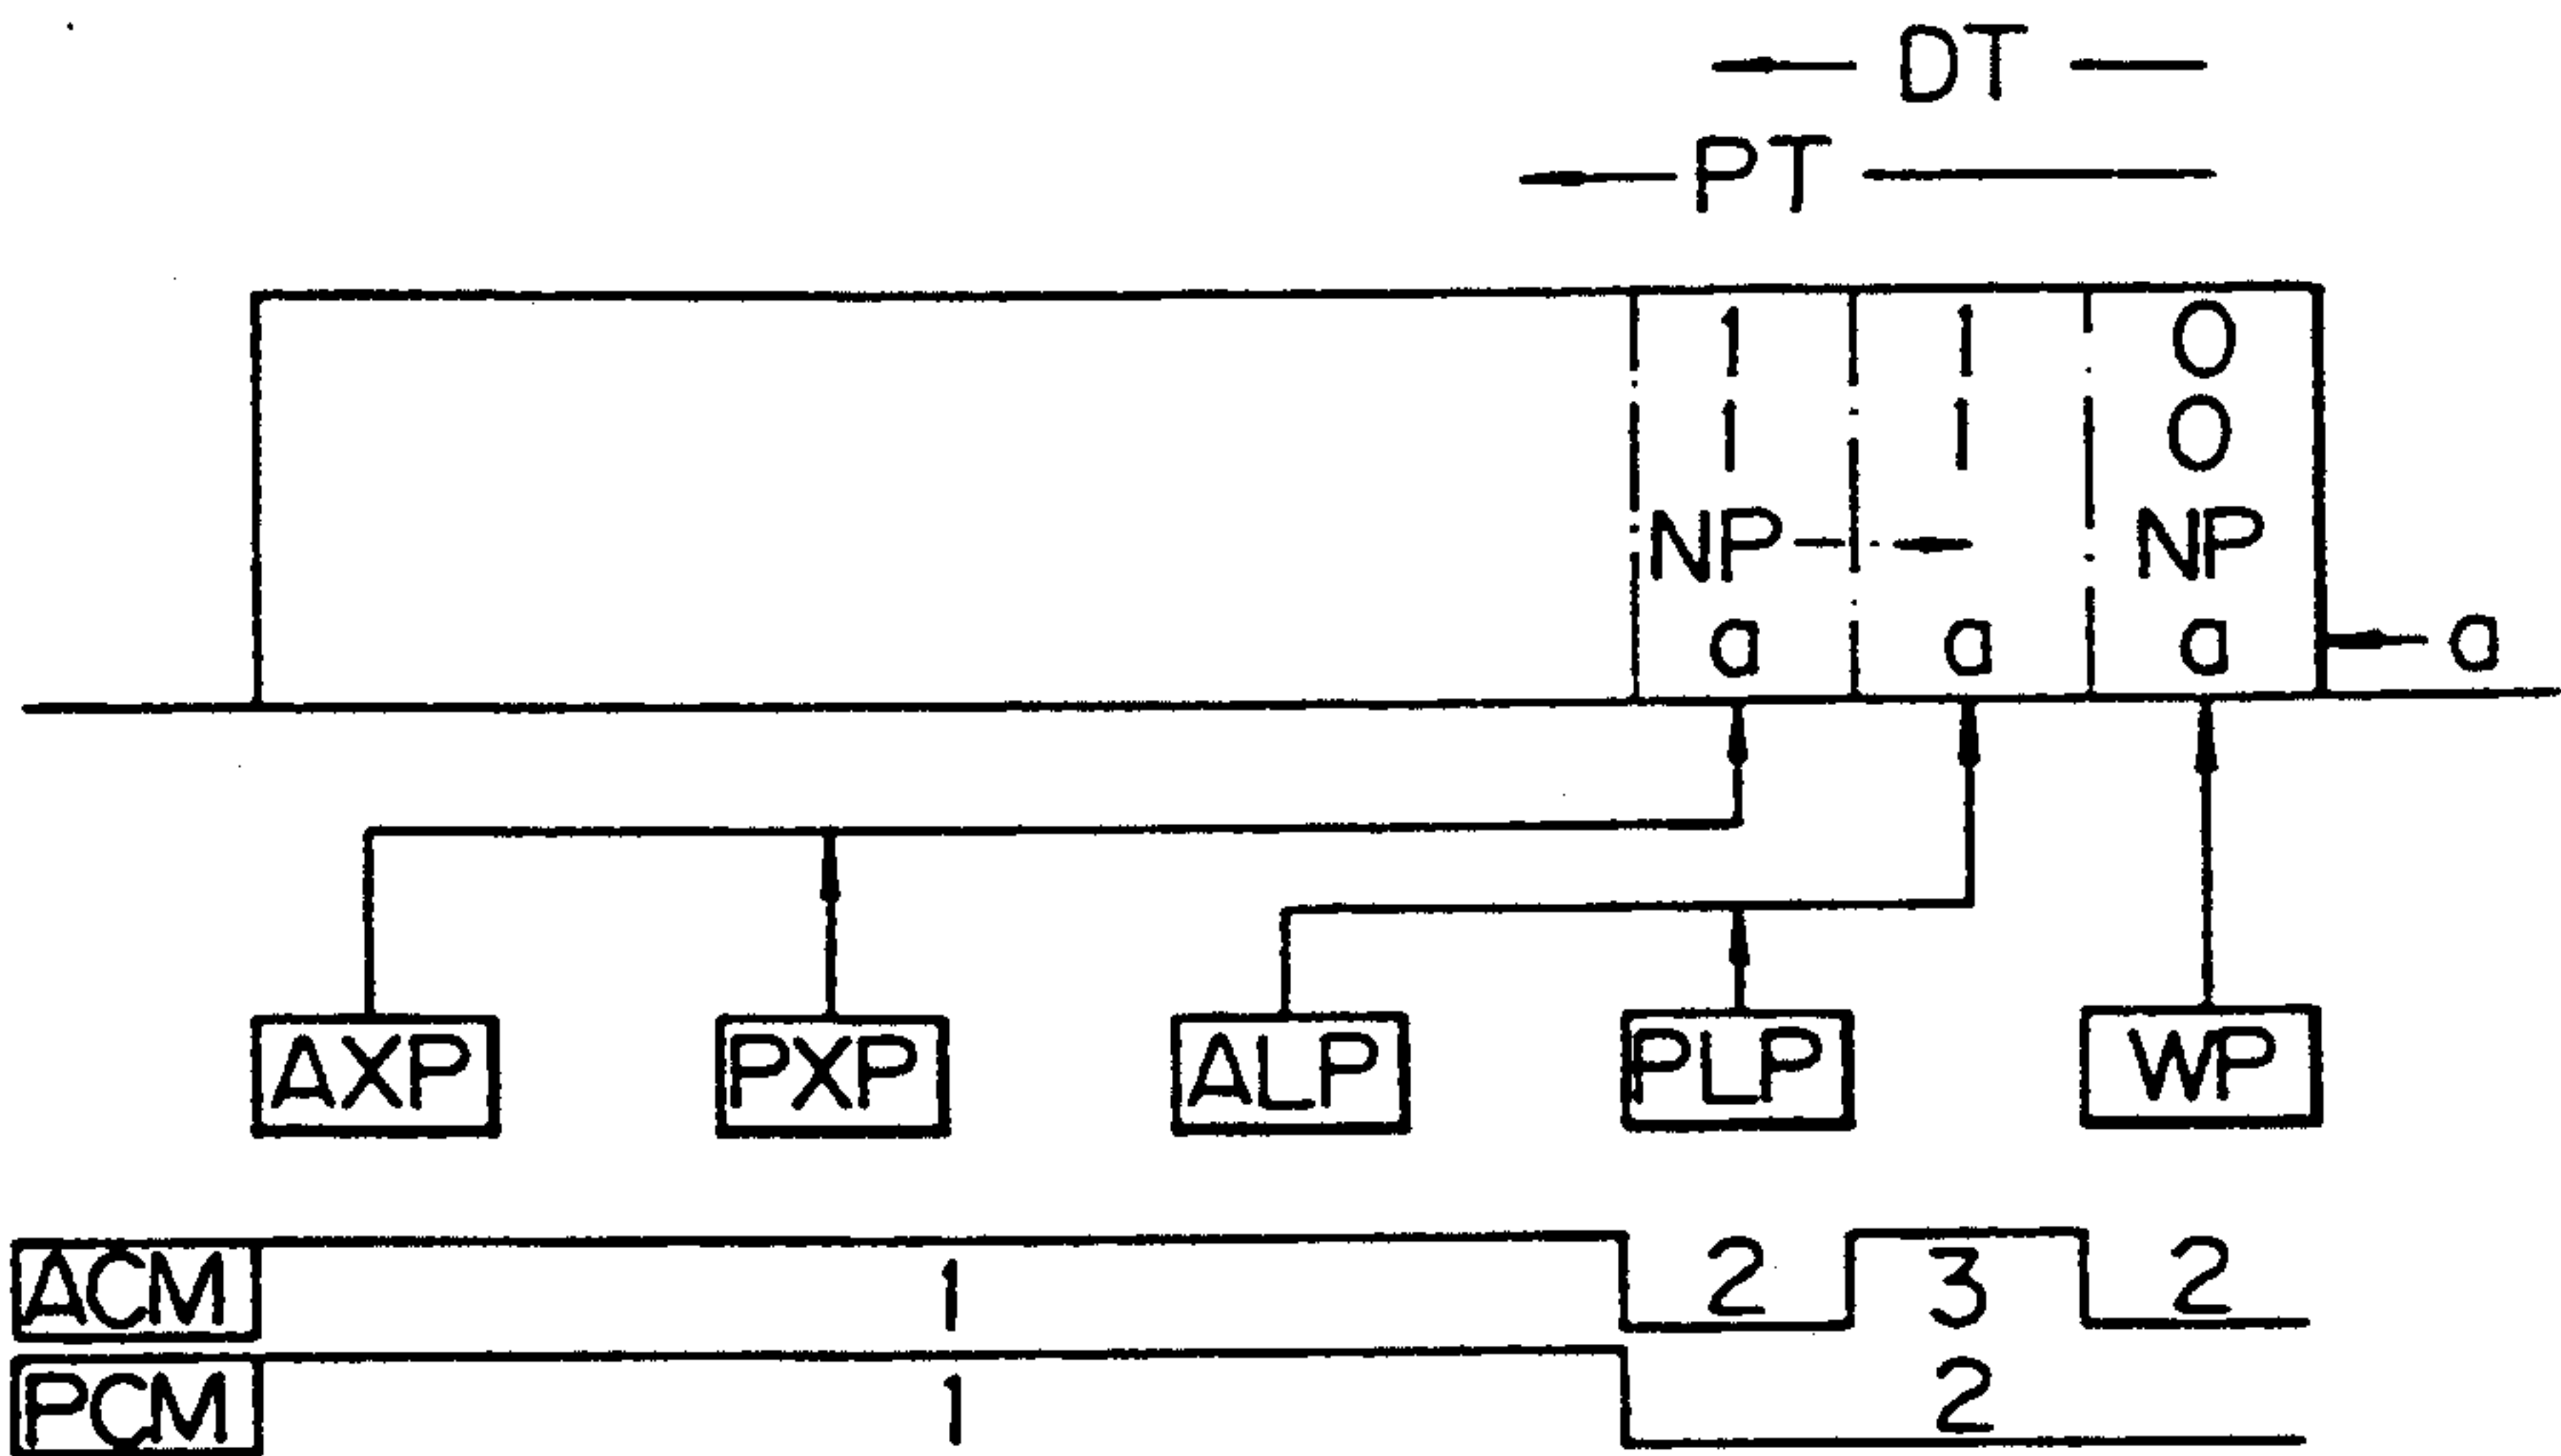 DT
PT
1 1 0
1 1 0
NP NP
a a a a
AXP PXP ALP PLP WP
ACM 1 2 3 2
PCM 1 2